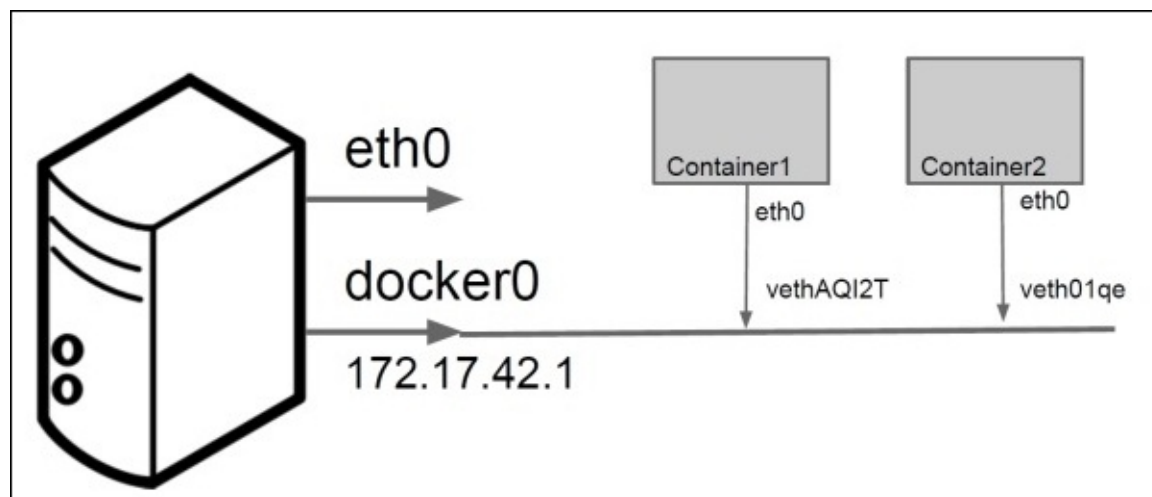 eth0
docker0
172.17.42.1
Container1
eth0
vethAQI2T
Container2
eth0
veth01qe